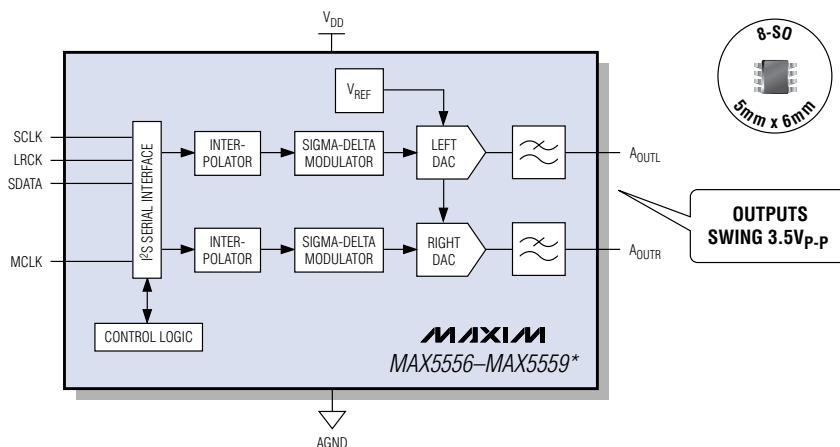 VDD
8-SO
5mm x 6mm
VREF
SCLK
LRCK
SDATA
MCLK
I²S SERIAL INTERFACE
INTER-
POLATOR
SIGMA-DELTA
MODULATOR
LEFT
DAC
AOUTL
INTER-
POLATOR
SIGMA-DELTA
MODULATOR
RIGHT
DAC
AOUTR
OUTPUTS
SWING 3.5VP-P
CONTROL LOGIC
MAXIM
MAX5556–MAX5559*
AGND